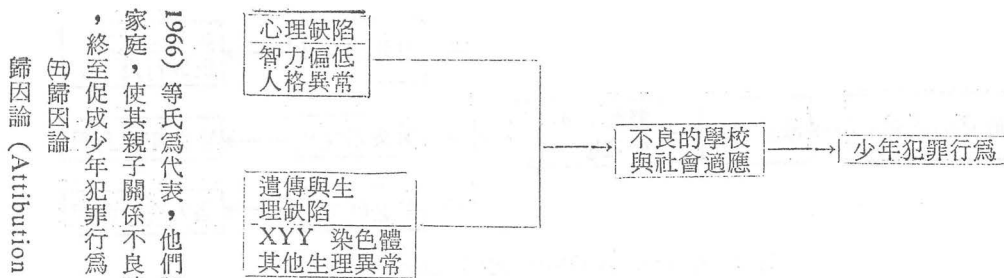 1966) 等氏爲代表，他們
家庭，使其親子關係不良
，終至促成少年犯罪行爲
㈤歸因論
歸因論 (Attibution
心理缺陷
智力偏低
人格異常
遺傳與生
理缺陷
XYY 染色體
其他生理異常
不良的學校
與社會適應
少年犯罪行爲